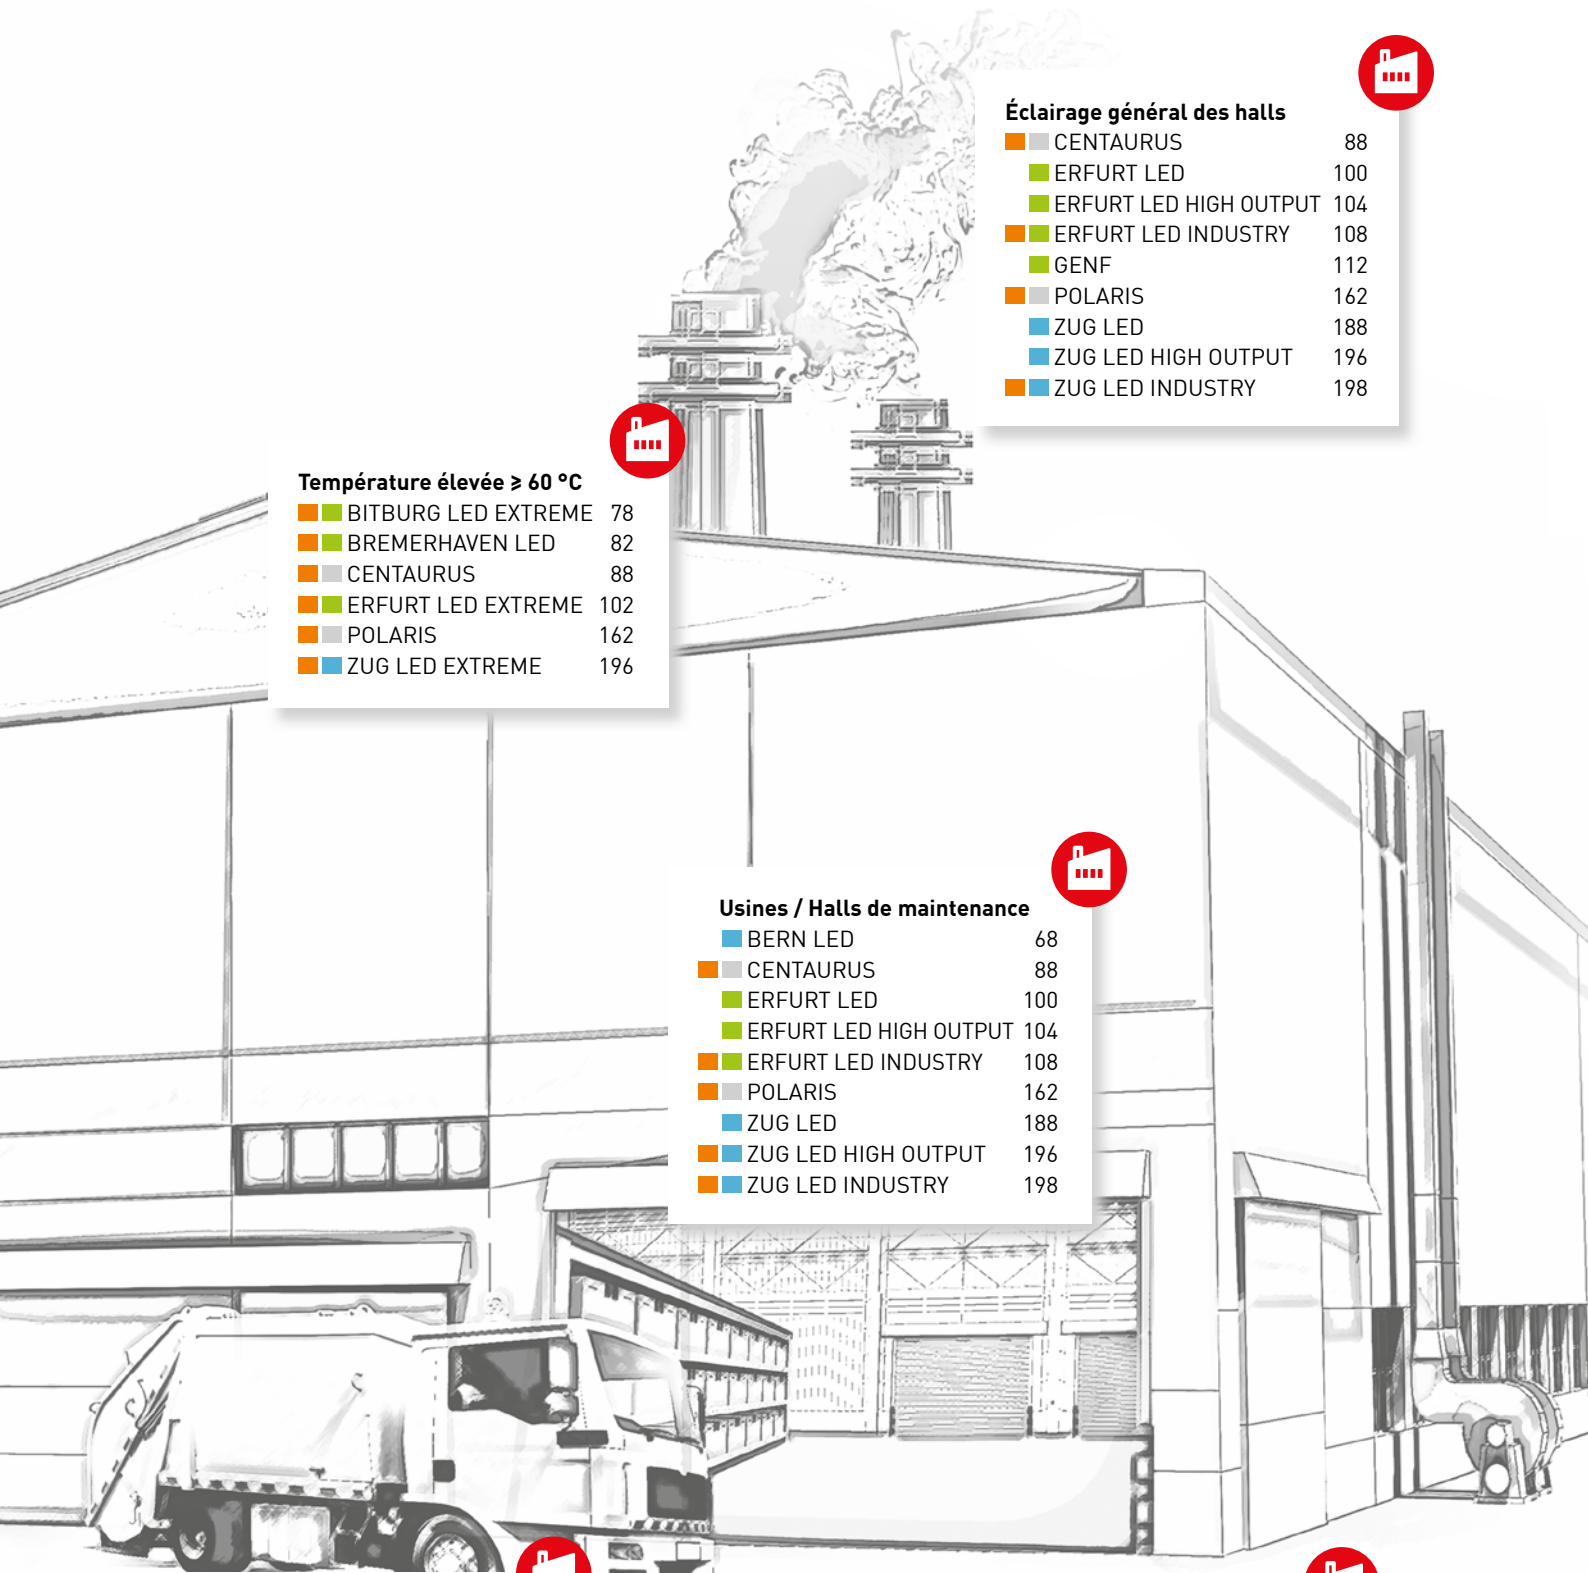 Éclairage général des halls
CENTAURUS 88
ERFURT LED 100
ERFURT LED HIGH OUTPUT 104
ERFURT LED INDUSTRY 108
GENF 112
POLARIS 162
ZUG LED 188
ZUG LED HIGH OUTPUT 196
ZUG LED INDUSTRY 198
Température élevée ≥ 60 °C
BITBURG LED EXTREME 78
BREMERHAVEN LED 82
CENTAURUS 88
ERFURT LED EXTREME 102
POLARIS 162
ZUG LED EXTREME 196
Usines / Halls de maintenance
BERN LED 68
CENTAURUS 88
ERFURT LED 100
ERFURT LED HIGH OUTPUT 104
ERFURT LED INDUSTRY 108
POLARIS 162
ZUG LED 188
ZUG LED HIGH OUTPUT 196
ZUG LED INDUSTRY 198